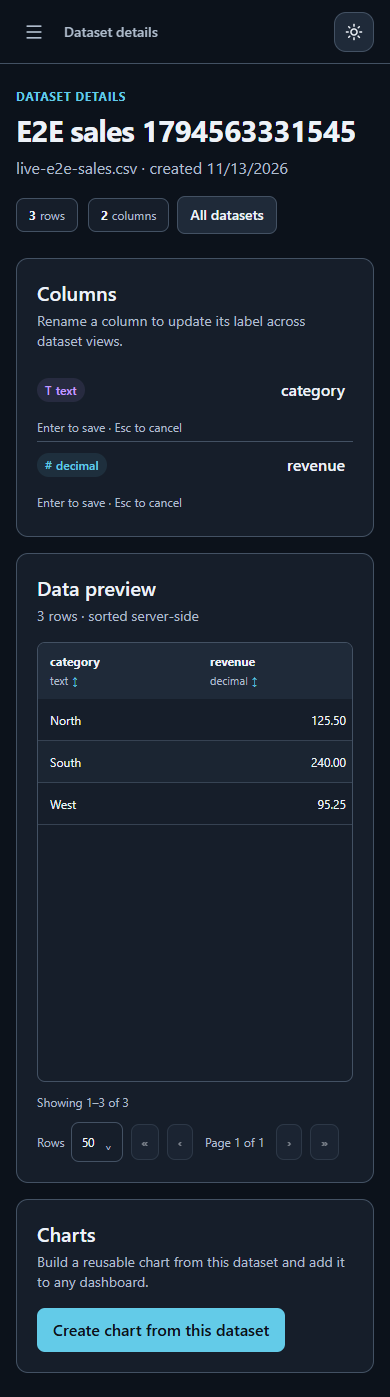 Dataset details
DATASET DETAILS
E2E sales 1794563331545
live-e2e-sales.csv · created 11/13/2026
3 rows
2 columns
All datasets
Columns
Rename a column to update its label across
dataset views.
T text
category
Enter to save · Esc to cancel
# decimal
revenue
Enter to save · Esc to cancel
Data preview
3 rows · sorted server-side
category revenue
text ↕ decimal ↕
North 125.50
South 240.00
West 95.25
Showing 1–3 of 3
Rows 50 « ‹ Page 1 of 1 › »
Charts
Build a reusable chart from this dataset and add it
to any dashboard.
Create chart from this dataset